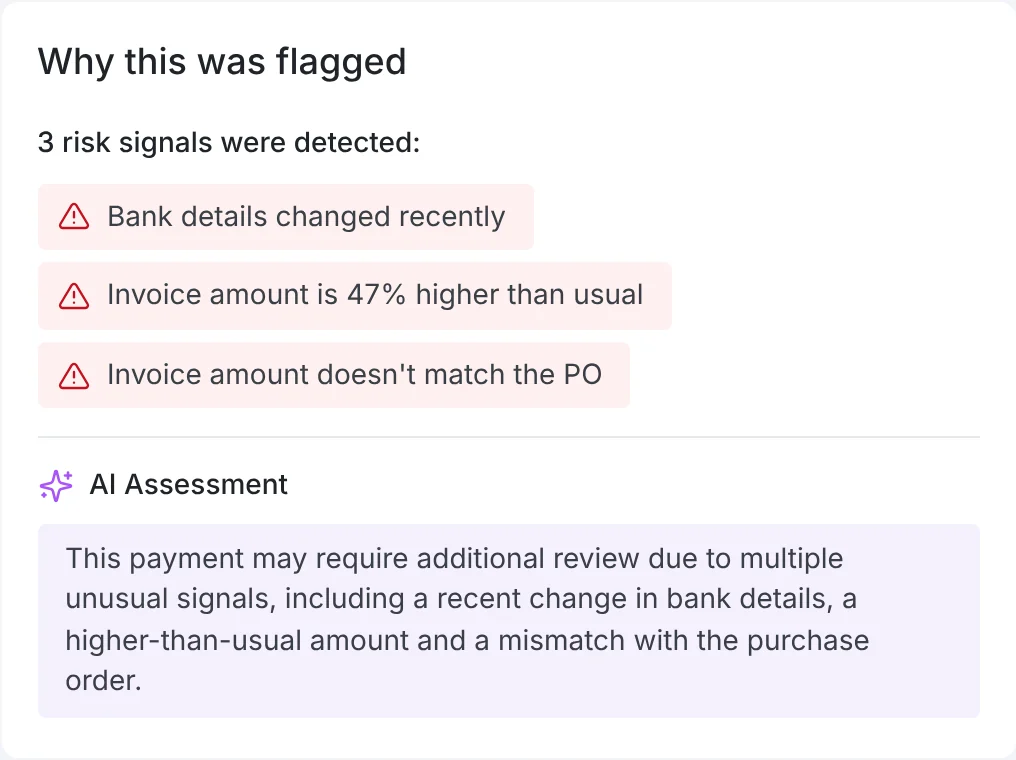 Why this was flagged
3 risk signals were detected:
Bank details changed recently
Invoice amount is 47% higher than usual
Invoice amount doesn't match the PO
AI Assessment
This payment may require additional review due to multiple
unusual signals, including a recent change in bank details, a
higher-than-usual amount and a mismatch with the purchase
order.